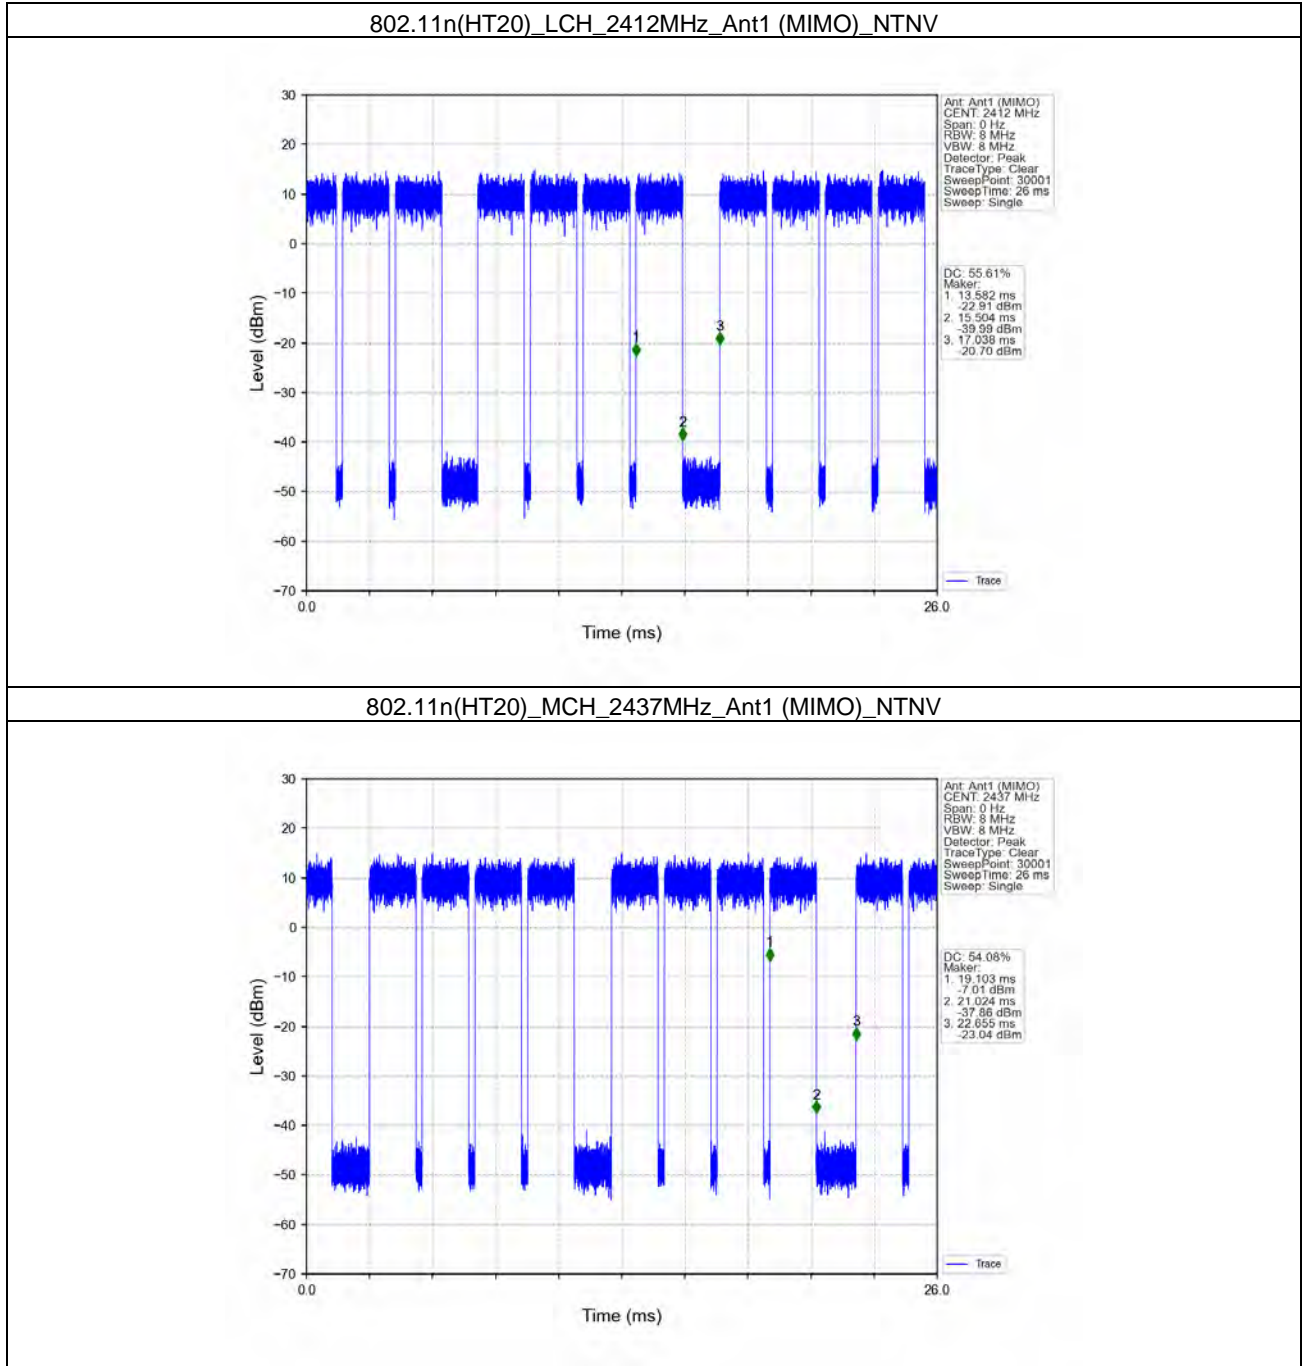 802.11n(HT20)_LCH_2412MHz_Ant1 (MIMO)_NTNV
30
20
10
0
−10
−20
−30
−40
−50
−60
−70
Level (dBm)
0.0
26.0
Time (ms)
1
2
3
Ant: Ant1 (MIMO)
CENT: 2412 MHz
Span: 0 Hz
RBW: 8 MHz
VBW: 8 MHz
Detector: Peak
TraceType: Clear
SweepPoint: 30001
SweepTime: 26 ms
Sweep: Single
DC: 55.61%
Maker:
1. 13.582 ms
-22.91 dBm
2. 15.504 ms
-39.99 dBm
3. 17.038 ms
-20.70 dBm
Trace
802.11n(HT20)_MCH_2437MHz_Ant1 (MIMO)_NTNV
30
20
10
0
−10
−20
−30
−40
−50
−60
−70
Level (dBm)
0.0
26.0
Time (ms)
1
2
3
Ant: Ant1 (MIMO)
CENT: 2437 MHz
Span: 0 Hz
RBW: 8 MHz
VBW: 8 MHz
Detector: Peak
TraceType: Clear
SweepPoint: 30001
SweepTime: 26 ms
Sweep: Single
DC: 54.08%
Maker:
1. 19.103 ms
-7.01 dBm
2. 21.024 ms
-37.86 dBm
3. 22.655 ms
-23.04 dBm
Trace